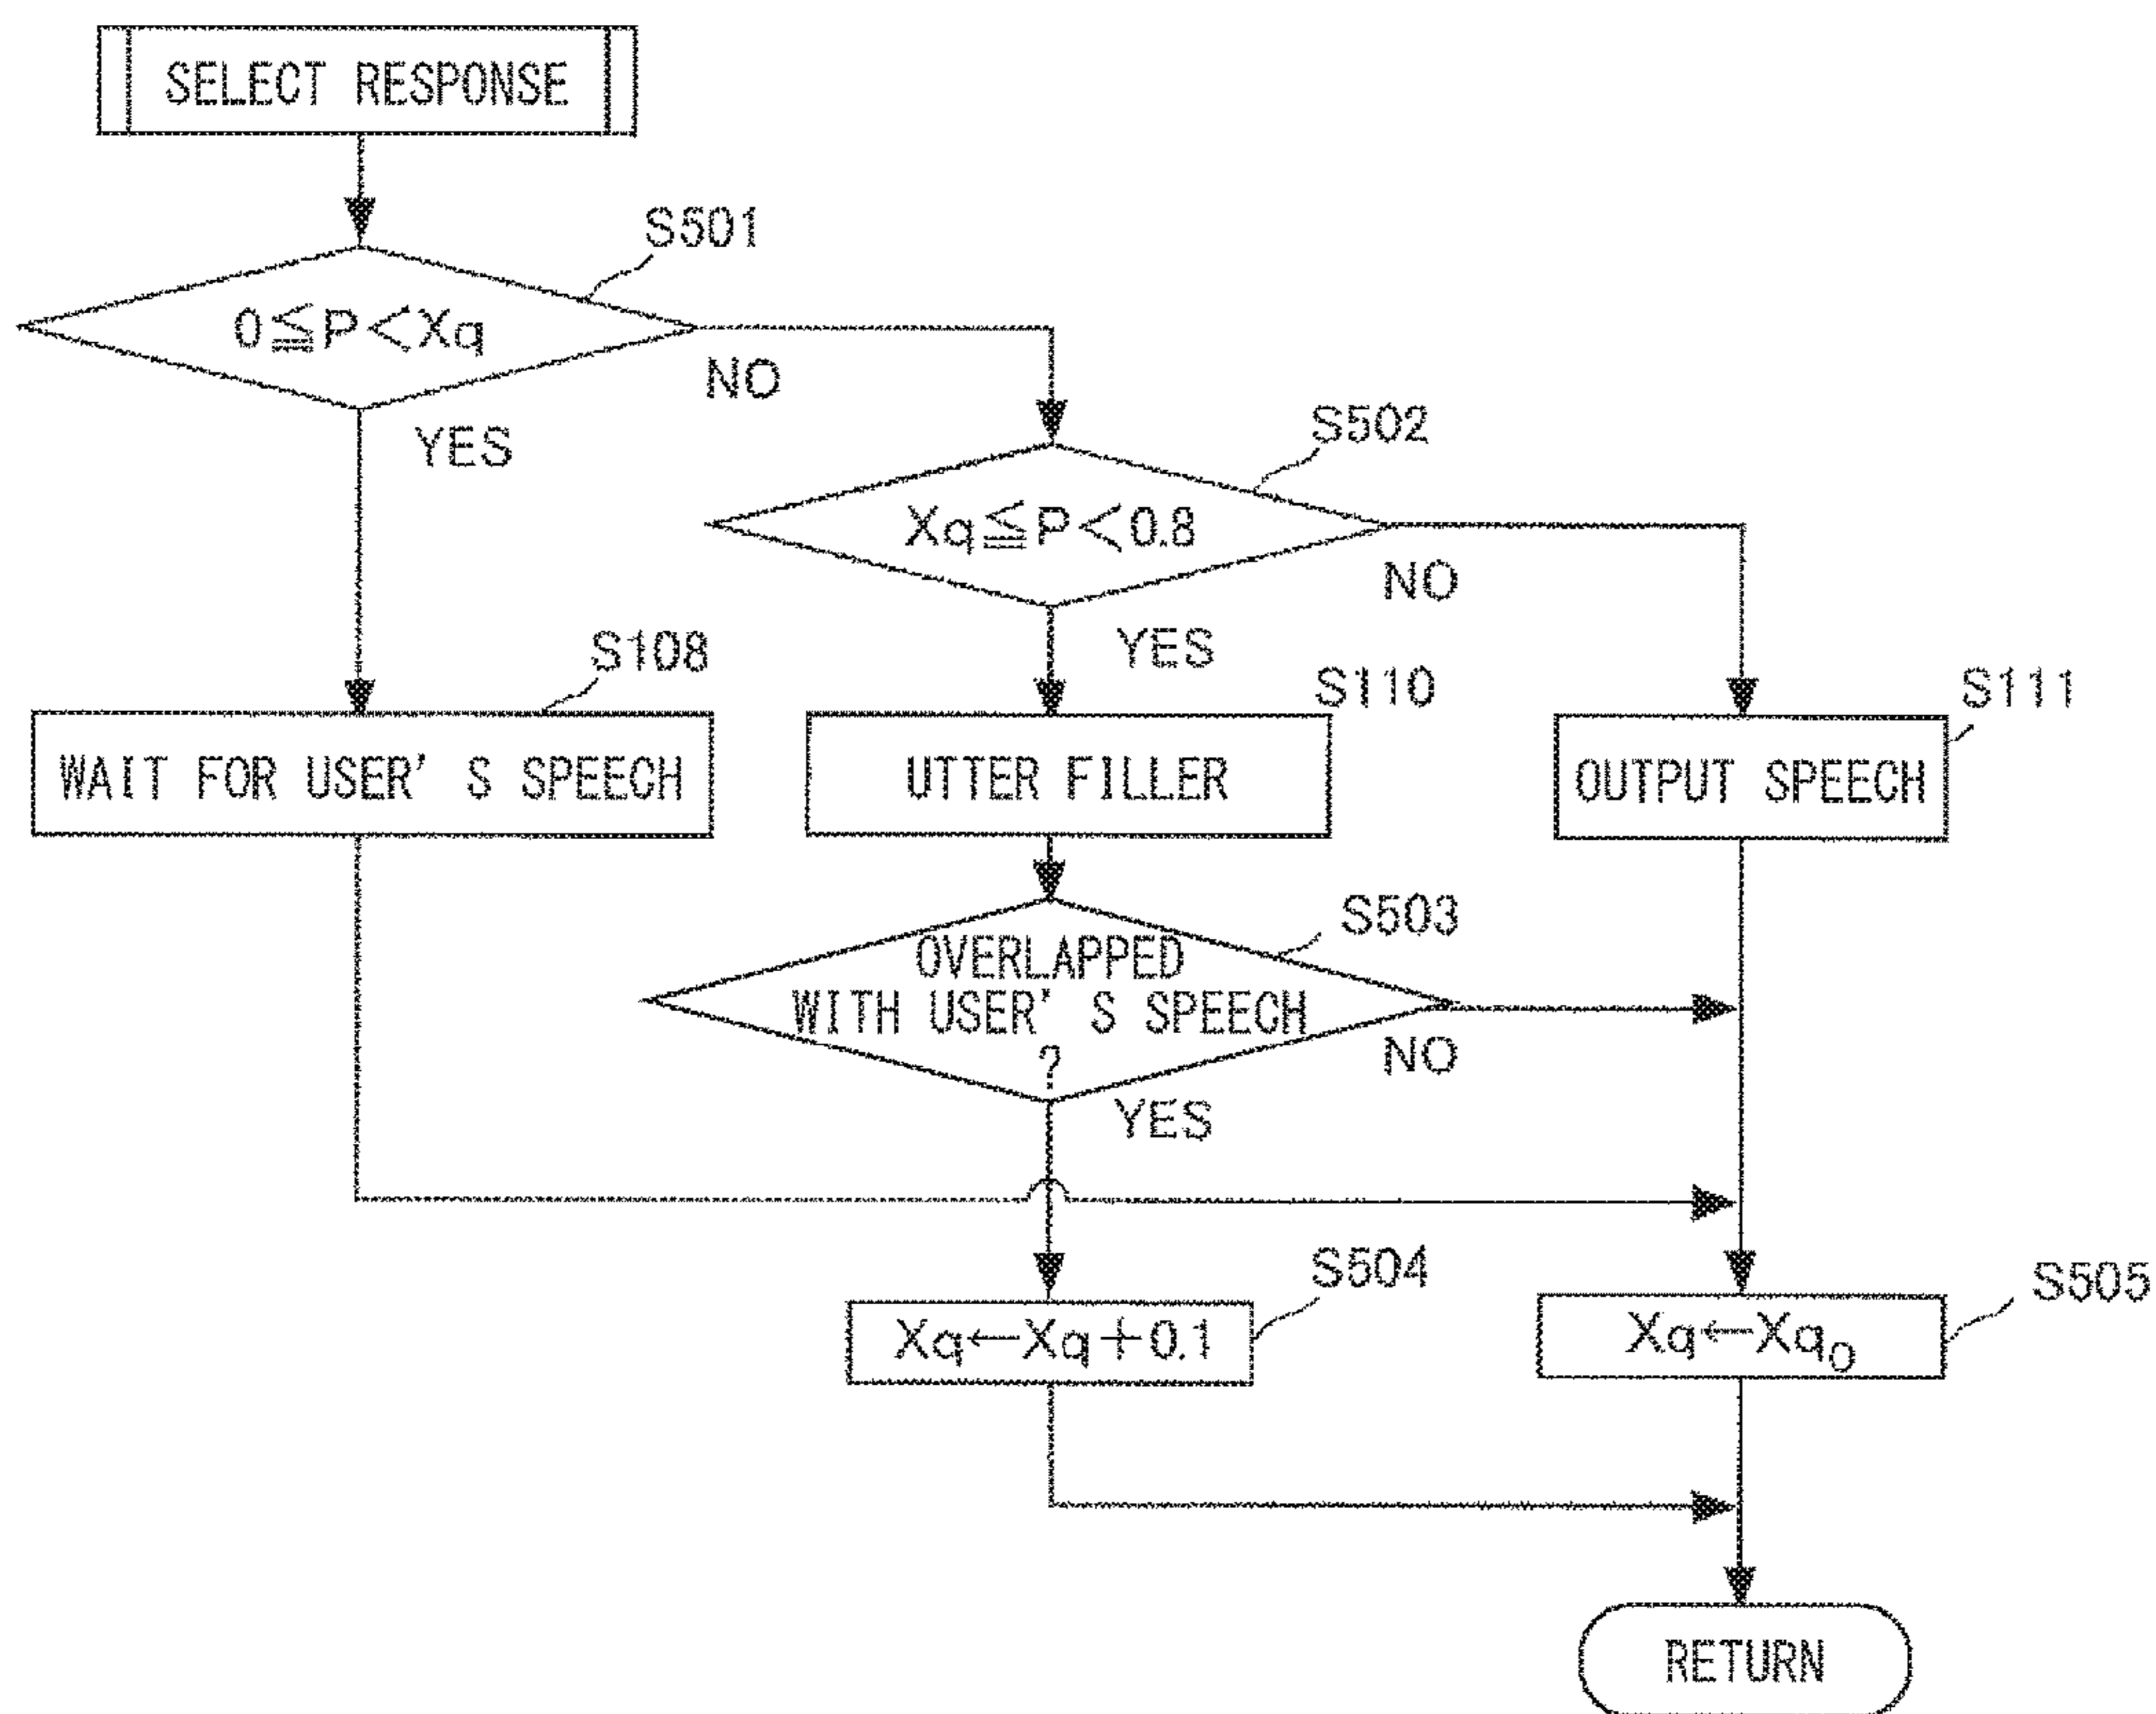 SELECT RESPONSE
S501
0≦P<Xq
NO
YES
S502
Xq≦P<0.8
NO
YES
S108
S110
S111
WAIT FOR USER' S SPEECH
UTTER FILLER
OUTPUT SPEECH
S503
OVERLAPPED
WITH USER' S SPEECH
?
NO
YES
S504
S505
Xq←Xq+0.1
Xq←Xq₀
RETURN